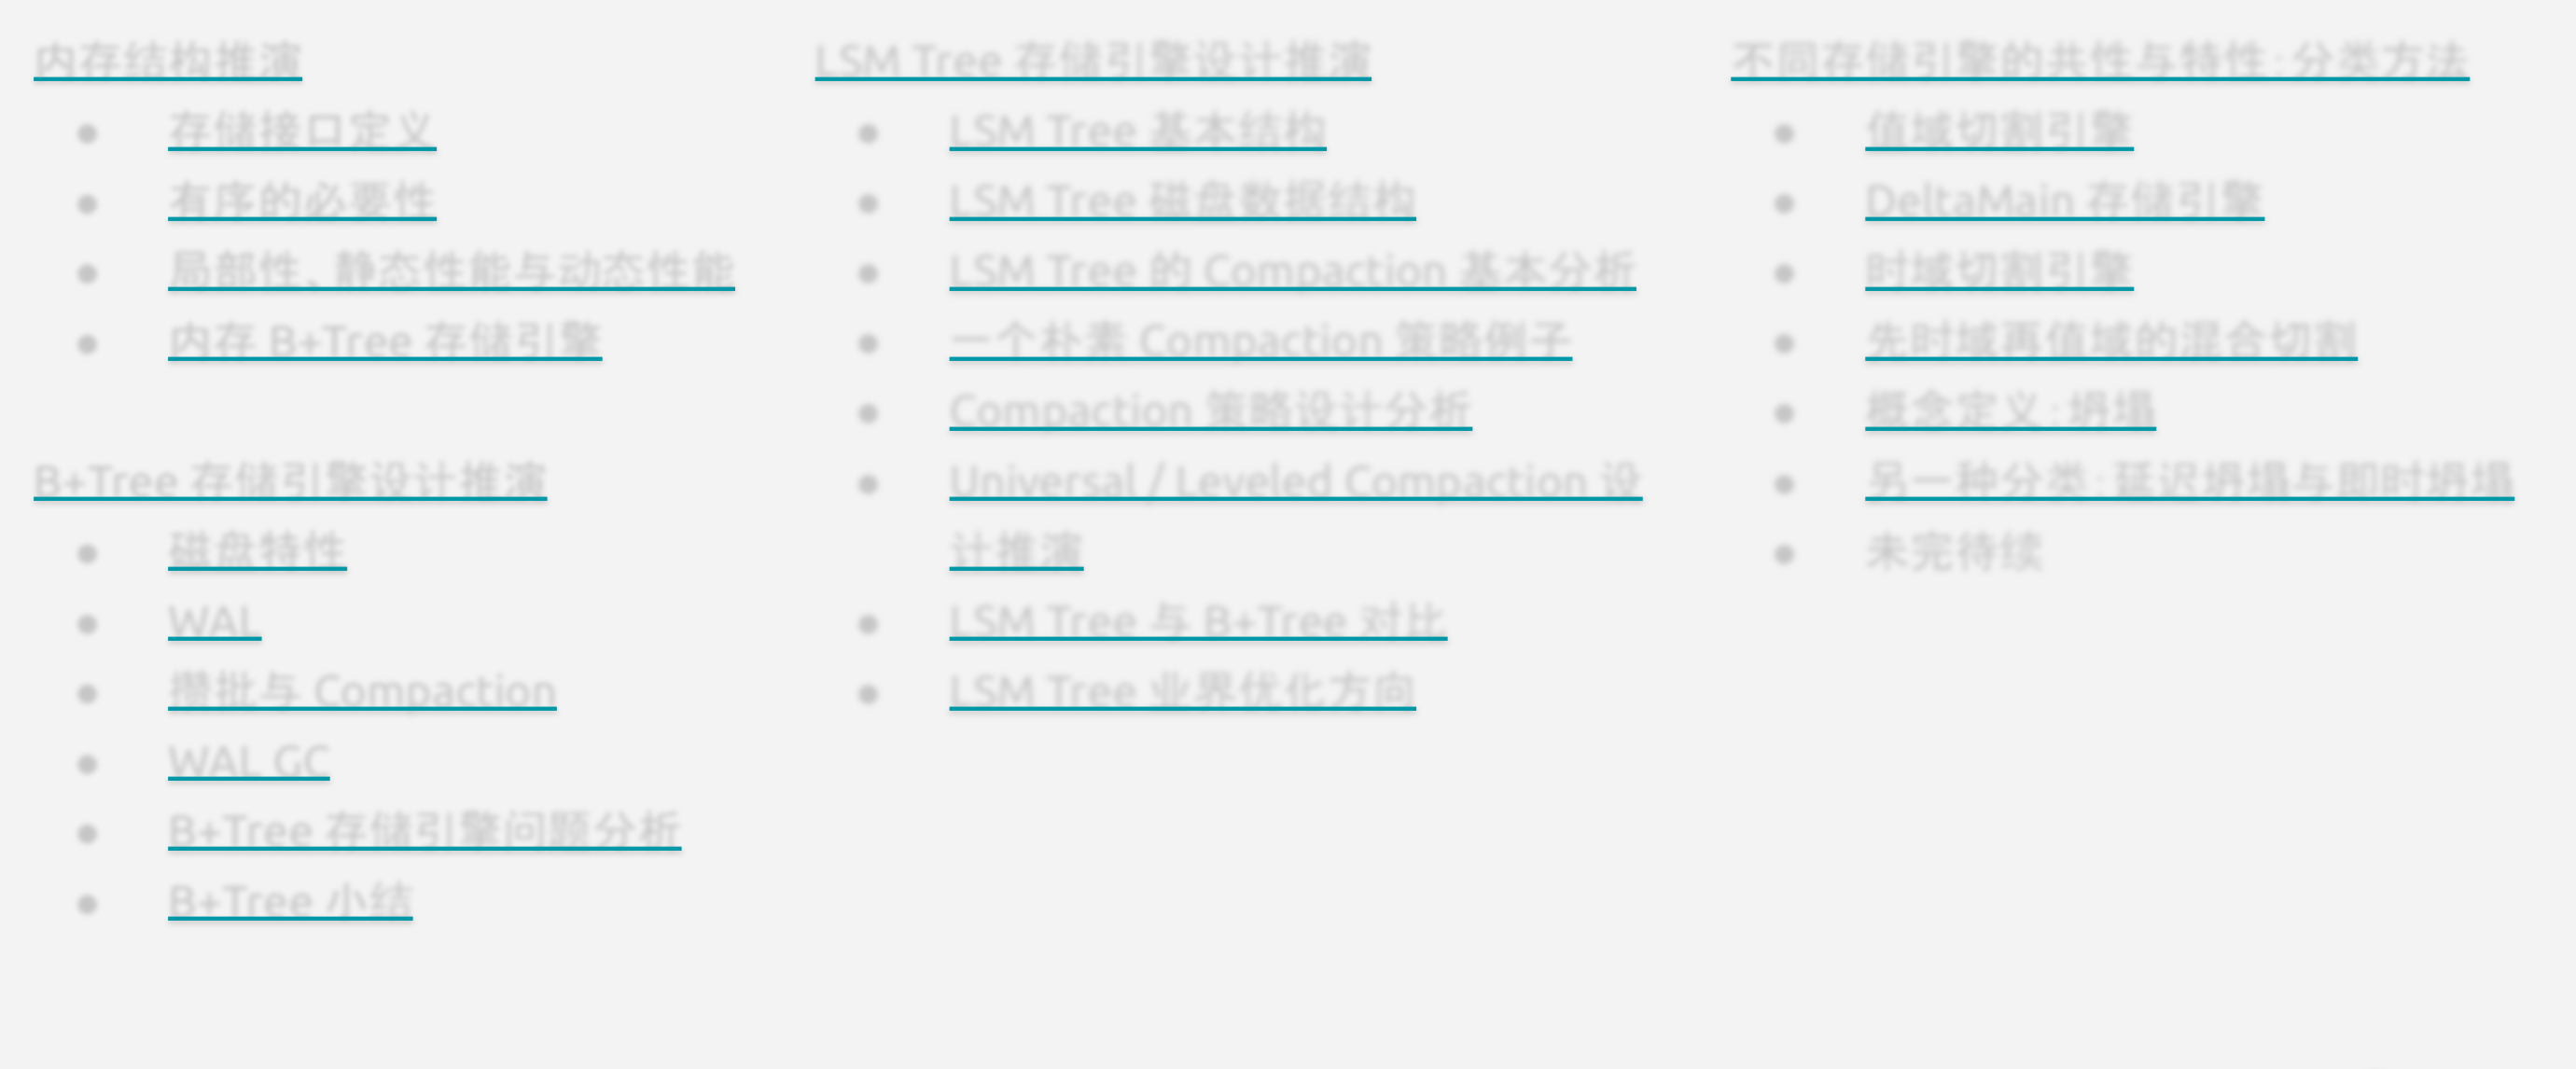 内存结构推演
存储接口定义
有序的必要性
局部性、静态性能与动态性能
内存 B+Tree 存储引擎
B+Tree 存储引擎设计推演
磁盘特性
WAL
攒批与 Compaction
WAL GC
B+Tree 存储引擎问题分析
B+Tree 小结
LSM Tree 存储引擎设计推演
LSM Tree 基本结构
LSM Tree 磁盘数据结构
LSM Tree 的 Compaction 基本分析
一个朴素 Compaction 策略例子
Compaction 策略设计分析
Universal / Leveled Compaction 设
计推演
LSM Tree 与 B+Tree 对比
LSM Tree 业界优化方向
不同存储引擎的共性与特性：分类方法
值域切割引擎
DeltaMain 存储引擎
时域切割引擎
先时域再值域的混合切割
概念定义：坍塌
另一种分类：延迟坍塌与即时坍塌
未完待续